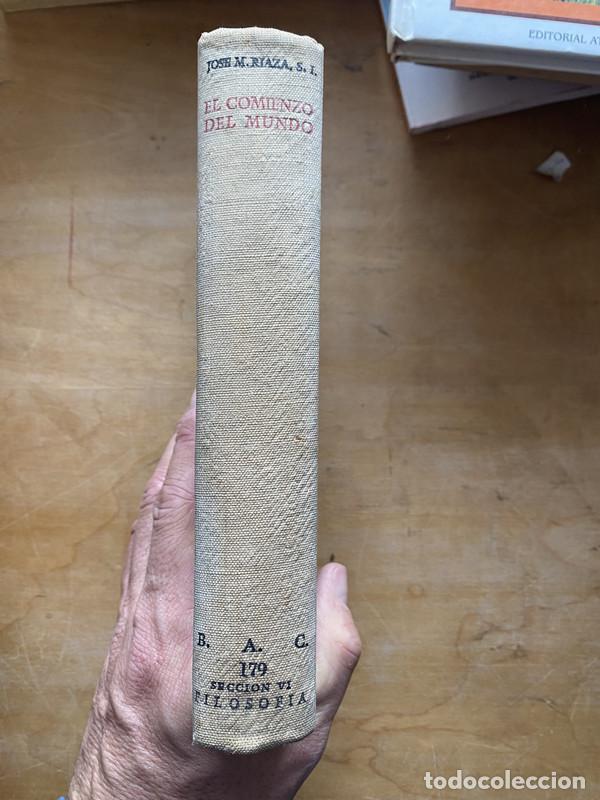 JOSE M. RIAZA, S. I.
EL COMIENZO
DEL MUNDO
B. A. C.
179
SECCION VI
FILOSOFIA
EDITORIAL AT
todocoleccion